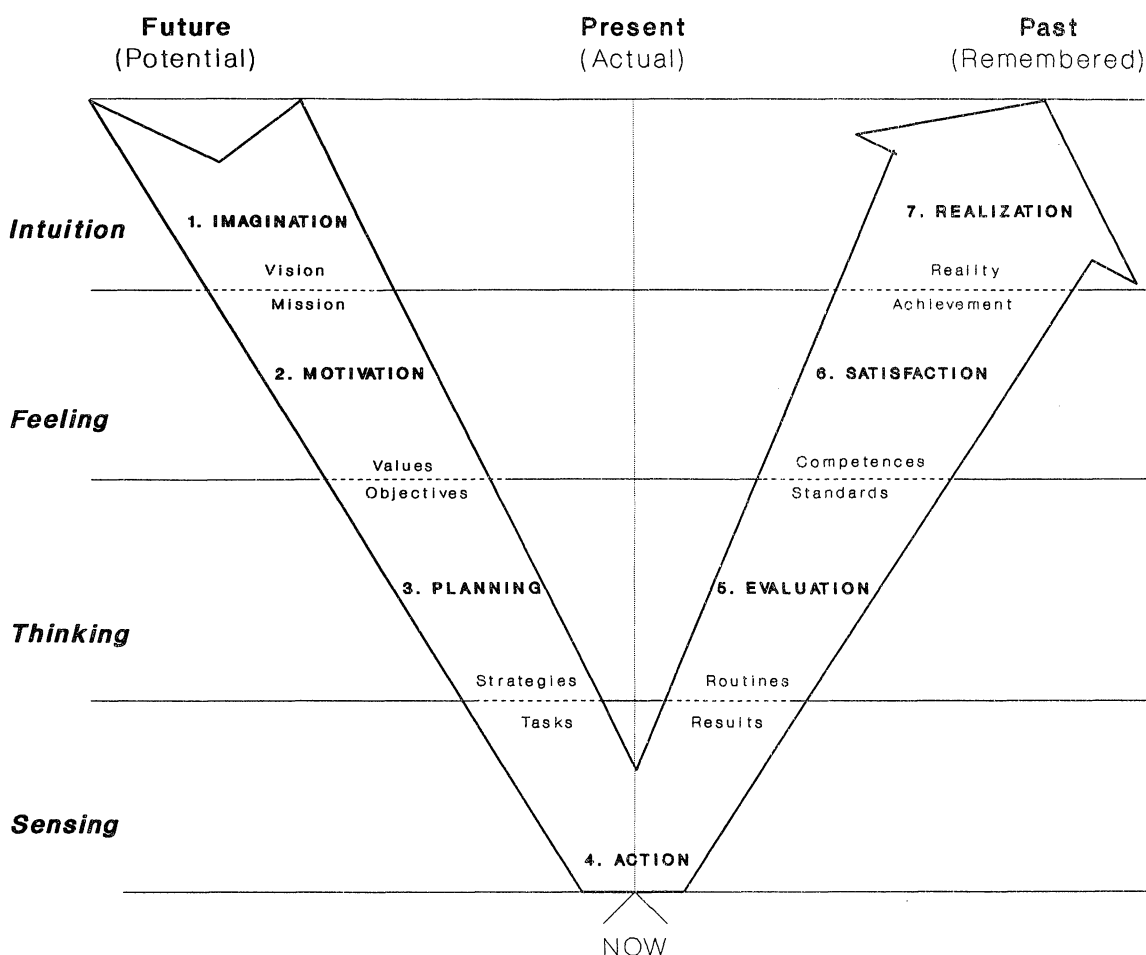 Future
(Potential)
Present
(Actual)
Past
(Remembered)
Intuition
1. IMAGINATION
7. REALIZATION
Vision
Reality
Mission
Achievement
2. MOTIVATION
6. SATISFACTION
Feeling
Values
Competences
Objectives
Standards
3. PLANNING
5. EVALUATION
Thinking
Strategies
Routines
Tasks
Results
Sensing
4. ACTION
NOW